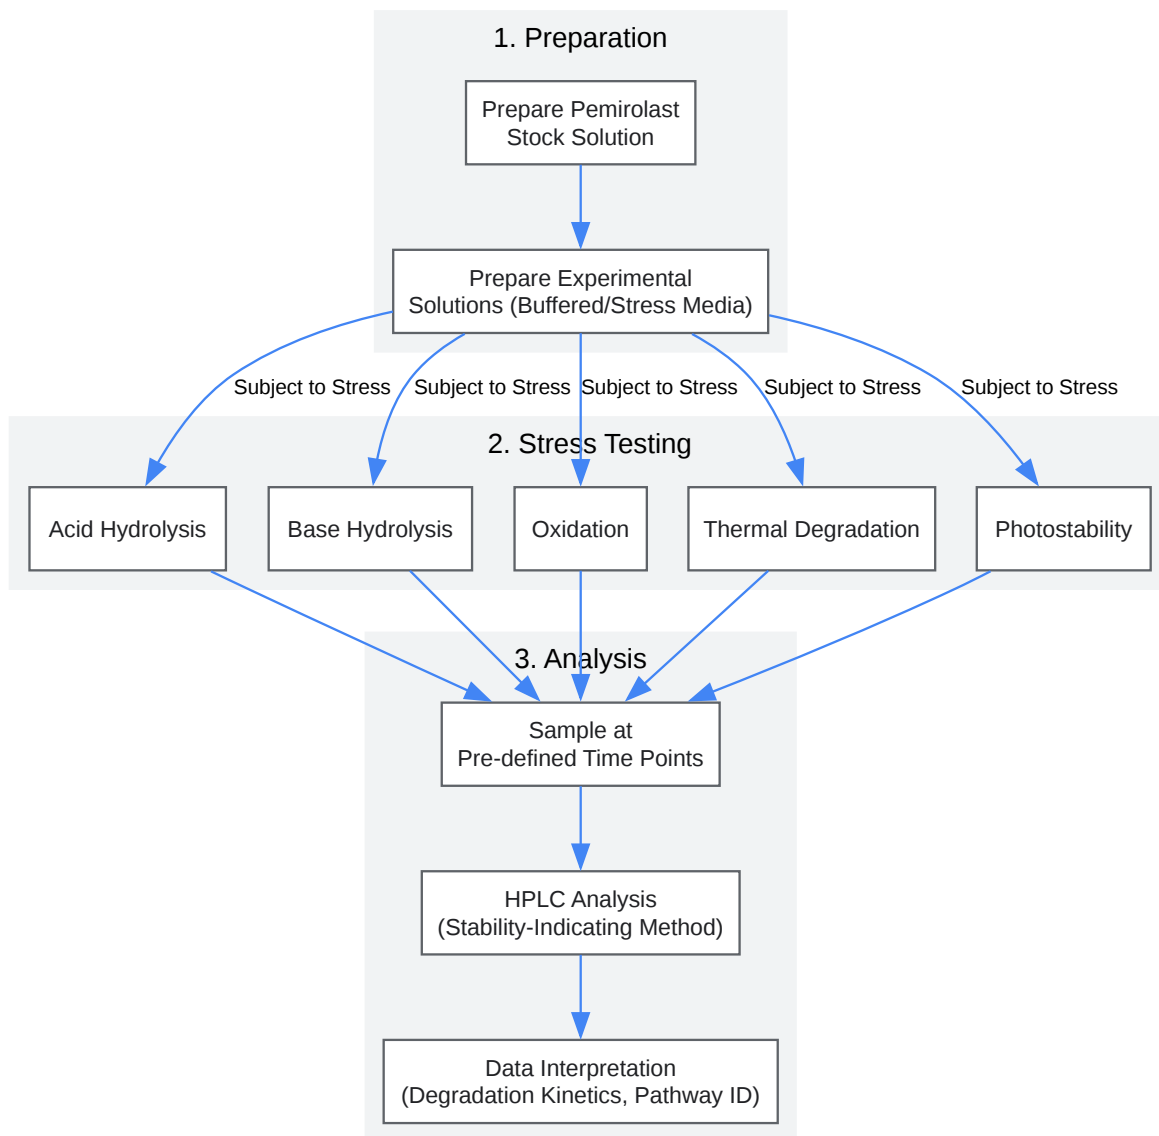 1. Preparation
Prepare Pemirolast
Stock Solution
Prepare Experimental
Solutions (Buffered/Stress Media)
Subject to Stress
Subject to Stress
Subject to Stress
Subject to Stress
Subject to Stress
2. Stress Testing
Acid Hydrolysis
Base Hydrolysis
Oxidation
Thermal Degradation
Photostability
3. Analysis
Sample at
Pre-defined Time Points
HPLC Analysis
(Stability-Indicating Method)
Data Interpretation
(Degradation Kinetics, Pathway ID)